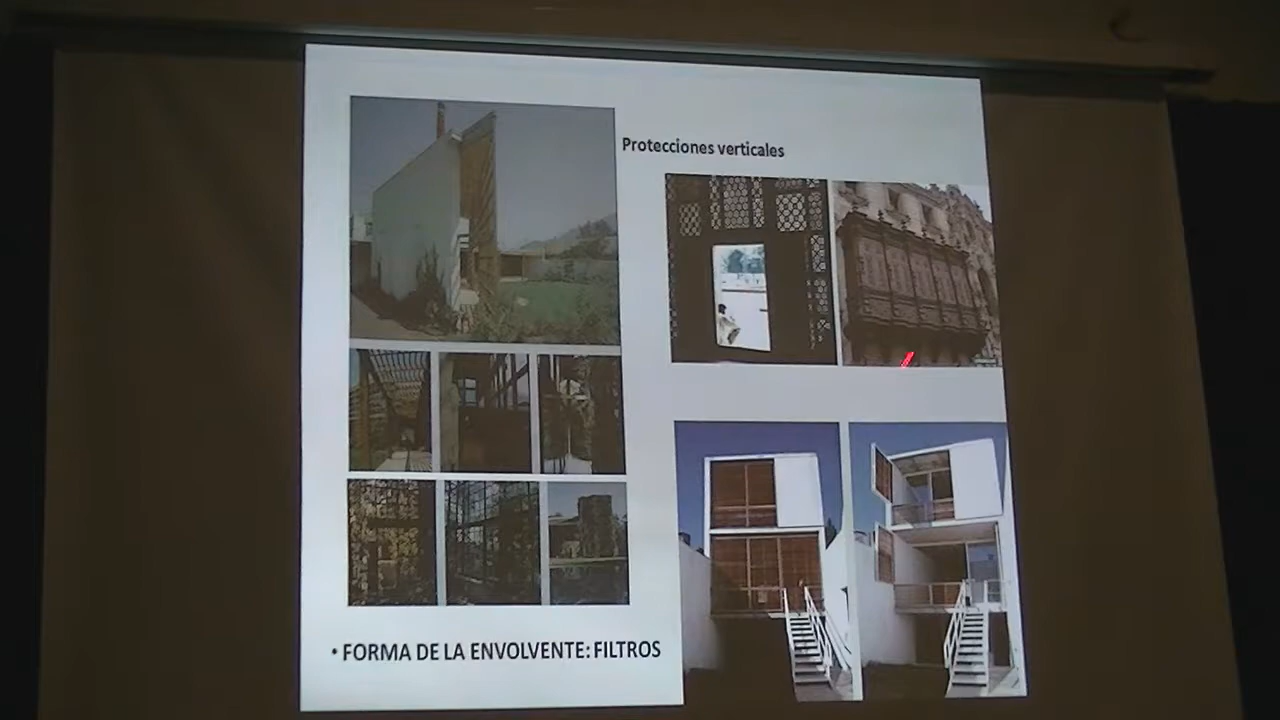 Protecciones verticales
• FORMA DE LA ENVOLVENTE: FILTROS